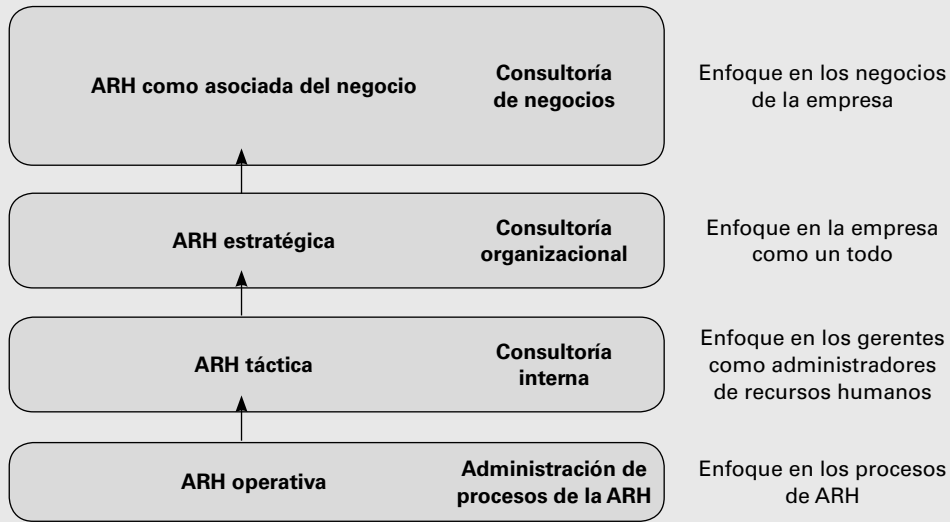 ARH como asociada del negocio
Consultoría
de negocios
Enfoque en los negocios
de la empresa
ARH estratégica
Consultoría
organizacional
Enfoque en la empresa
como un todo
ARH táctica
Consultoría
interna
Enfoque en los gerentes
como administradores
de recursos humanos
ARH operativa
Administración de
procesos de la ARH
Enfoque en los procesos
de ARH